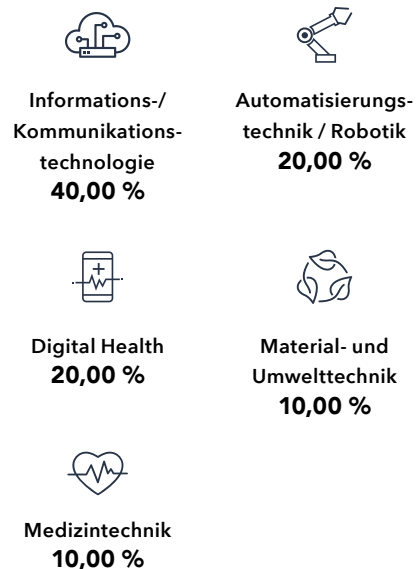 Informations-/
Kommunikations-
technologie
40,00 %
Automatisierungs-
technik / Robotik
20,00 %
Digital Health
20,00 %
Material- und
Umwelttechnik
10,00 %
Medizintechnik
10,00 %